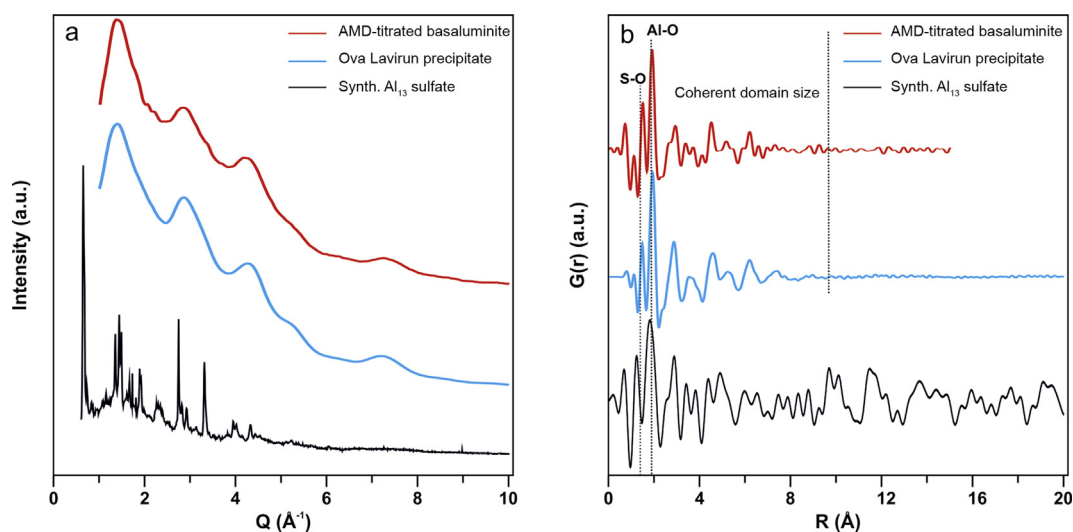 a
AMD-titrated basaluminite
Ova Lavirun precipitate
Synth. Al₁₃ sulfate
Intensity (a.u.)
0 2 4 6 8 10
Q (Å⁻¹)
b
Al-O
S-O
AMD-titrated basaluminite
Ova Lavirun precipitate
Synth. Al₁₃ sulfate
Coherent domain size
G(r) (a.u.)
0 4 8 12 16 20
R (Å)